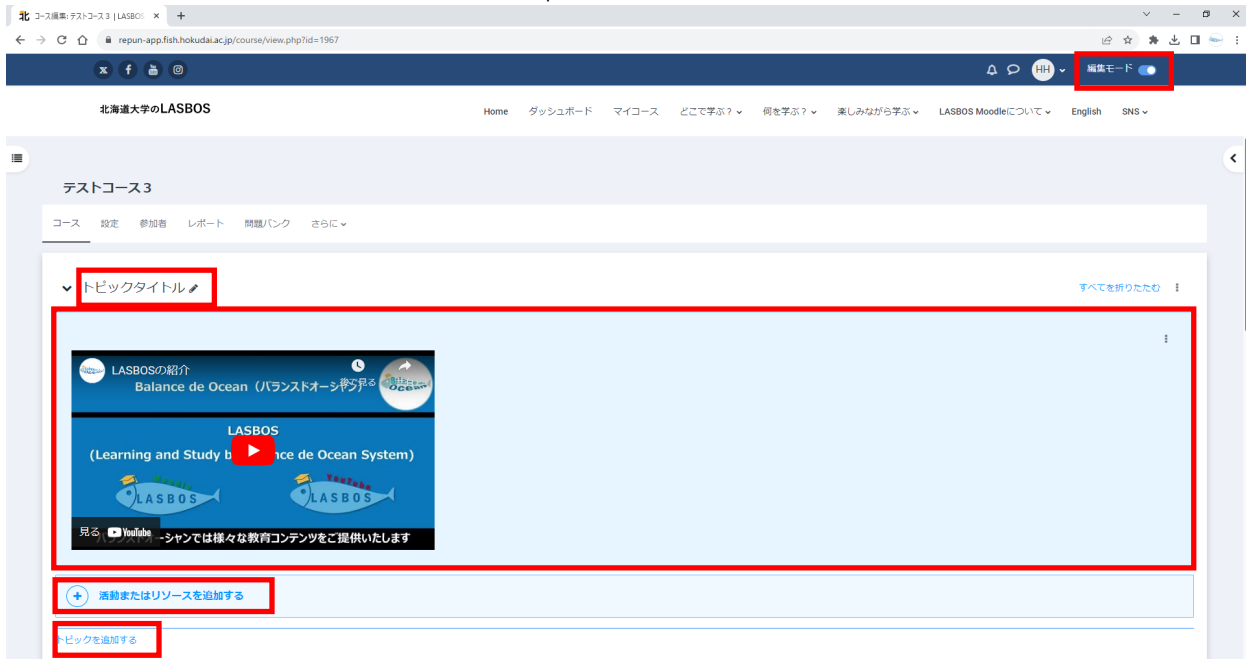 北 コース編集: テストコース3 | LASBOS × +
repun-app.fish.hokudai.ac.jp/course/view.php?id=1967
HH 編集モード
北海道大学のLASBOS
Home ダッシュボード マイコース どこで学ぶ? 何を学ぶ? 楽しみながら学ぶ LASBOS Moodleについて English SNS
テストコース3
コース 設定 参加者 レポート 問題バンク さらに
トピックタイトル
すべてを折りたたむ
LASBOSの紹介
後で見る
Balance de Ocean(バランスドオーシャン)
LASBOS
(Learning and Study b nce de Ocean System)
Moodle YouTube
LASBOS LASBOS
見る YouTube
ーシャンでは様々な教育コンテンツをご提供いたします
活動またはリソースを追加する
トピックを追加する